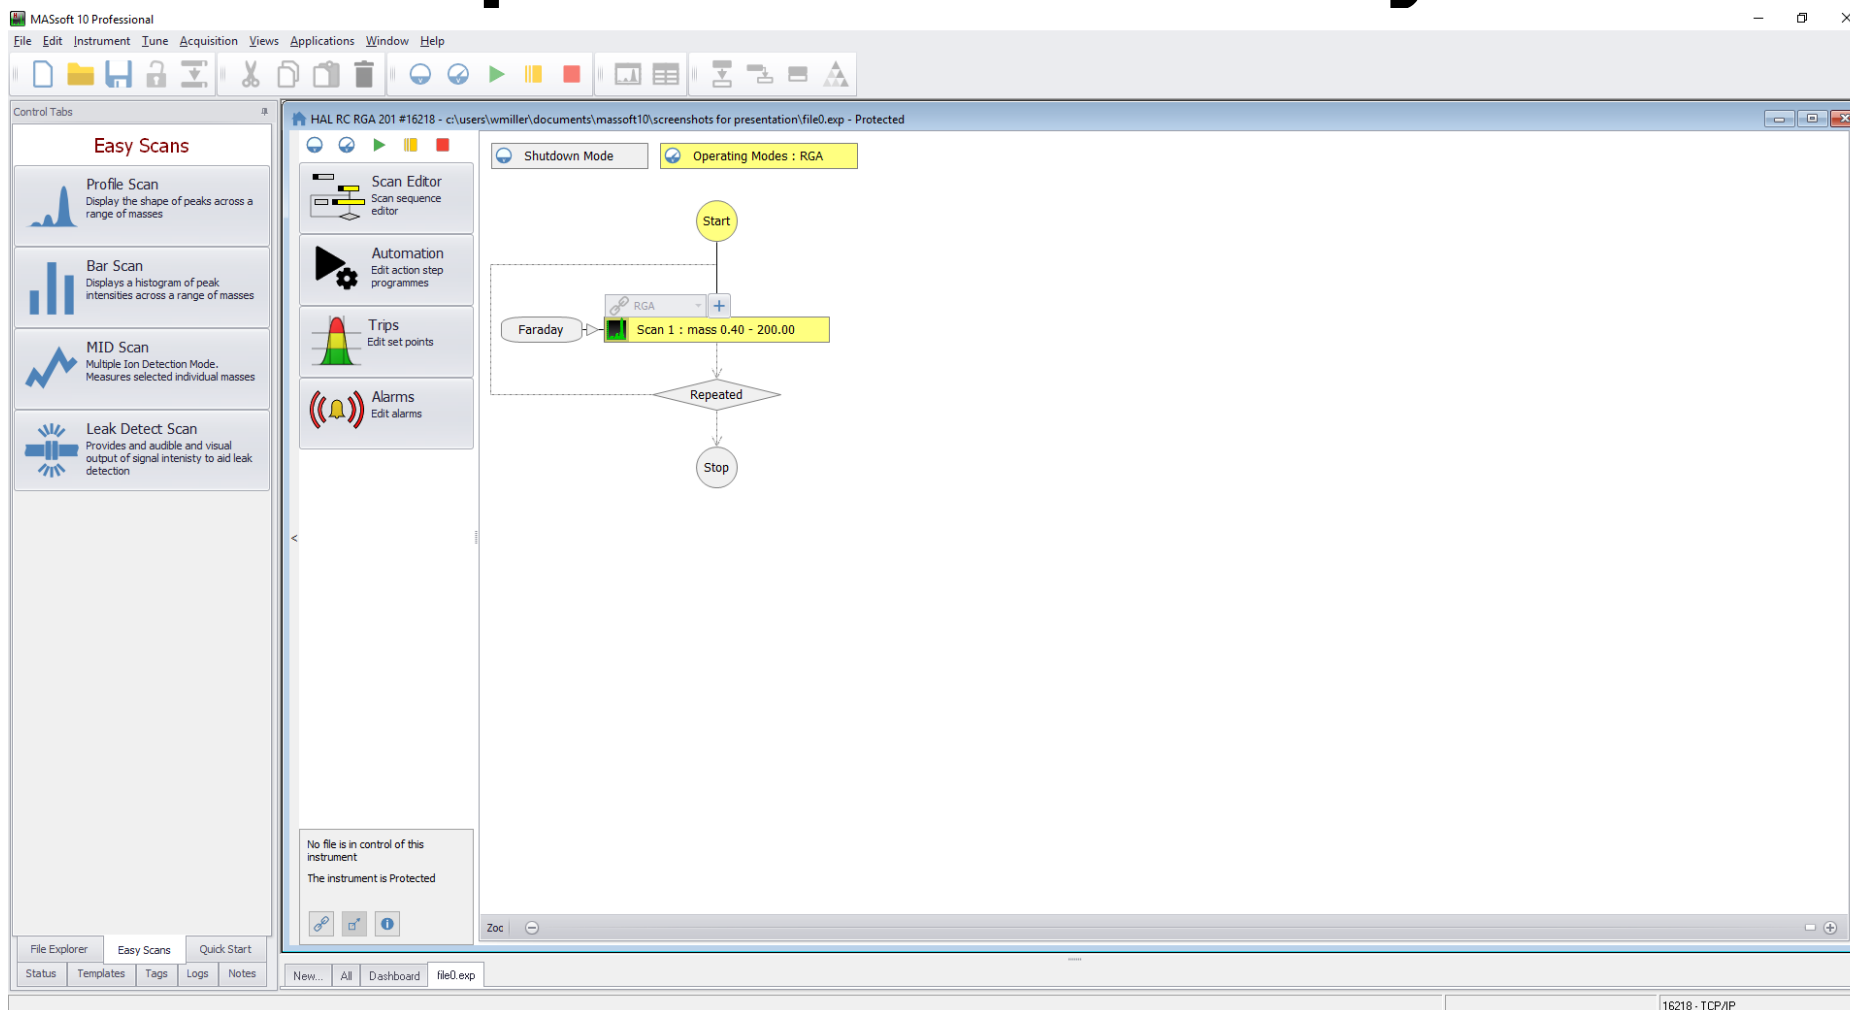 MASsoft 10 Professional
File Edit Instrument Tune Acquisition Views Applications Window Help
Control Tabs
Easy Scans
Profile Scan
Display the shape of peaks across a
range of masses
Bar Scan
Displays a histogram of peak
intensities across a range of masses
MID Scan
Multiple Ion Detection Mode.
Measures selected individual masses
Leak Detect Scan
Provides and audible and visual
output of signal intenisty to aid leak
detection
File Explorer Easy Scans Quick Start
Status Templates Tags Logs Notes
HAL RC RGA 201 #16218 - c:\users\wmiller\documents\massoft10\screenshots for presentation\file0.exp - Protected
Scan Editor
Scan sequence
editor
Automation
Edit action step
programmes
Trips
Edit set points
Alarms
Edit alarms
No file is in control of this
instrument
The instrument is Protected
Shutdown Mode
Operating Modes : RGA
Start
RGA
Faraday
Scan 1 : mass 0.40 - 200.00
Repeated
Stop
Zoc
New... All Dashboard file0.exp
16218 - TCP/IP